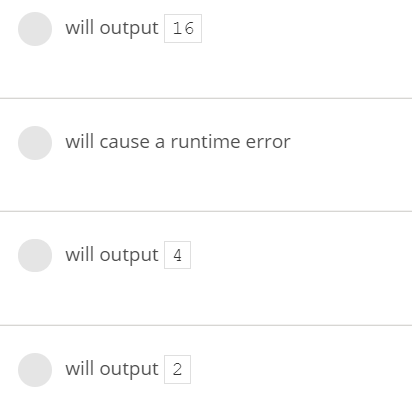 will output 16
will cause a runtime error
will output 4
will output 2